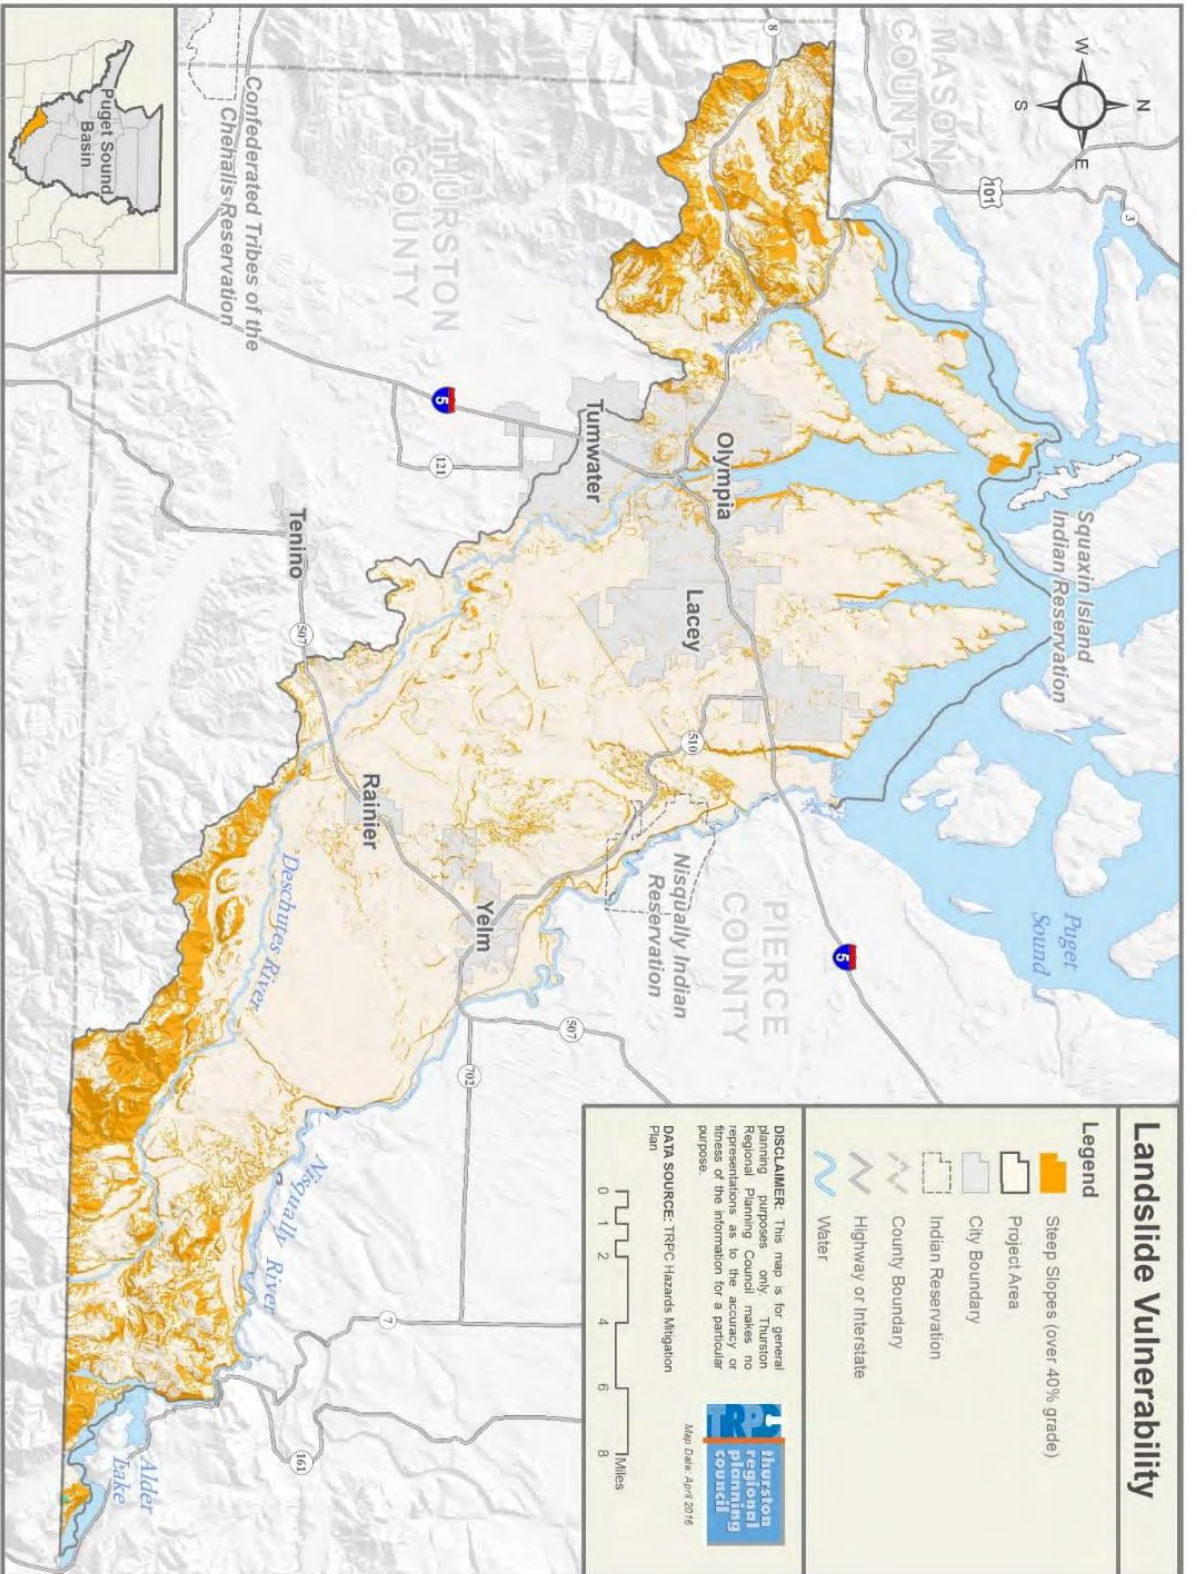 Landslide Vulnerability
Legend
Steep Slopes (over 40% grade)
Project Area
City Boundary
Indian Reservation
County Boundary
Highway or Interstate
Water
DISCLAIMER: This map is for general
planning purposes only. Thurston
Regional Planning Council makes no
representations as to the accuracy or
fitness of the information for a particular
purpose.
DATA SOURCE: TRPC Hazards Mitigation
Plan
TRPC
thurston
regional
planning
council
Map Date: April 2016
0 1 2 4 6 8
Miles
N
W
E
S
MASON
COUNTY
101
3
8
Squaxin Island
Indian Reservation
Puget
Sound
PIERCE
COUNTY
5
Nisqually Indian
Reservation
Olympia
Lacey
Tumwater
510
THURSTON
COUNTY
5
121
Yelm
507
702
Rainier
Tenino
507
Confederated Tribes of the
Chehalis Reservation
Deschutes River
Nisqually River
7
161
Alder
Lake
Puget Sound
Basin